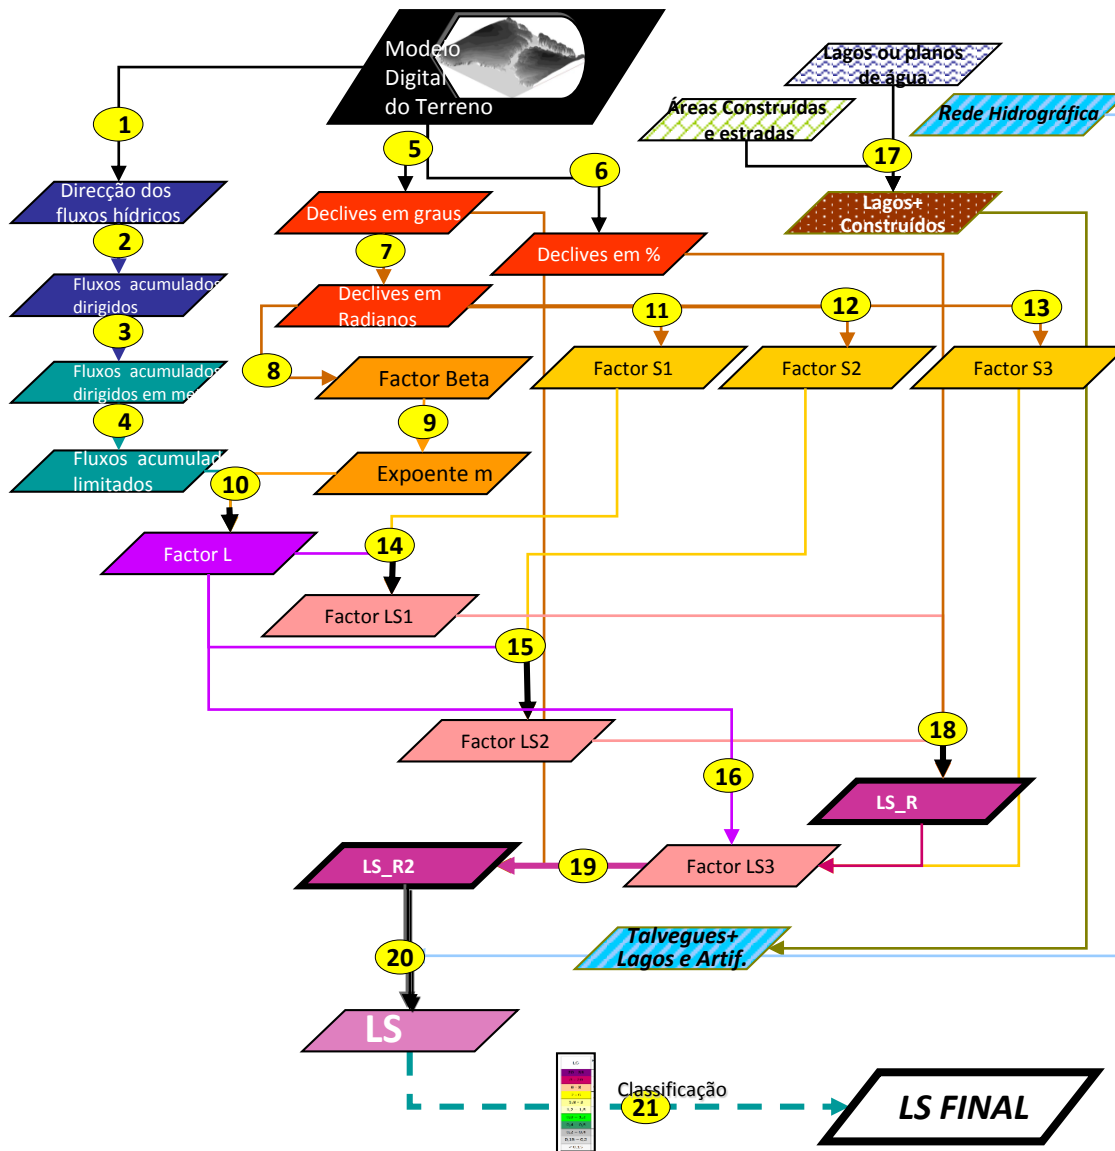 Modelo
Digital
do Terreno
Lagos ou planos
de água
Áreas Construídas
e estradas
Rede Hidrográfica
1
5
6
17
Direcção dos
fluxos hídricos
Declives em graus
Lagos+
Construídos
2
7
Declives em %
Fluxos acumulados
dirigidos
Declives em
Radianos
11
12
13
3
8
Fluxos acumulados
dirigidos em me
Factor Beta
Factor S1
Factor S2
Factor S3
4
9
Fluxos acumulad
limitados
10
Expoente m
Factor L
14
Factor LS1
15
Factor LS2
18
16
LS_R
LS_R2
19
Factor LS3
20
Talvegues+
Lagos e Artif.
LS
Classificação
21
LS FINAL